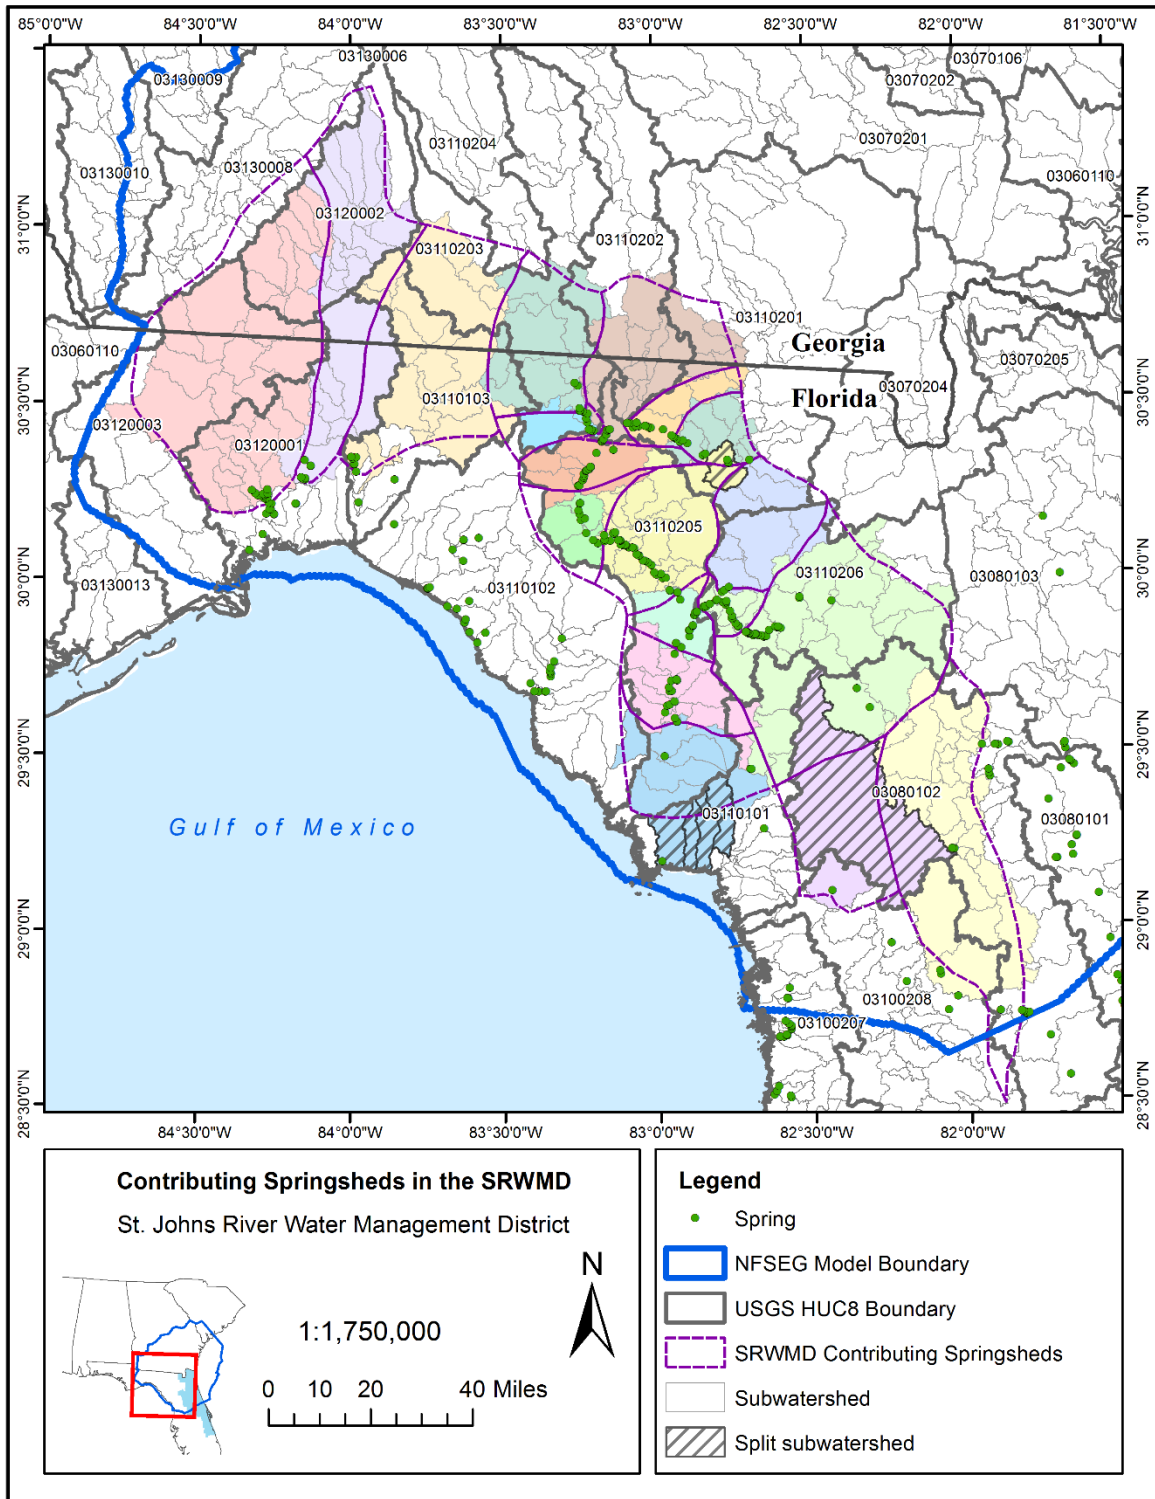 85°0'0"W 84°30'0"W 84°0'0"W 83°30'0"W 83°0'0"W 82°30'0"W 82°0'0"W 81°30'0"W
03130006
03070106
03130009
03070202
03070201
03110204
03130008
03130010
03060110
31°0'0"N
31°0'0"N
03120002
03110202
03110203
03110201
Georgia
03060110
03070205
Florida
03070204
30°30'0"N
30°30'0"N
03110103
03120003
03120001
03110205
30°0'0"N
30°0'0"N
03130013
03110102
03110206
03080103
29°30'0"N
29°30'0"N
03080102
Gulf of Mexico
03110101
03080101
29°0'0"N
29°0'0"N
03100208
03100207
28°30'0"N
28°30'0"N
84°30'0"W 84°0'0"W 83°30'0"W 83°0'0"W 82°30'0"W 82°0'0"W
Contributing Springsheds in the SRWMD
St. Johns River Water Management District
N
1:1,750,000
0 10 20 40 Miles
Legend
Spring
NFSEG Model Boundary
USGS HUC8 Boundary
SRWMD Contributing Springsheds
Subwatershed
Split subwatershed